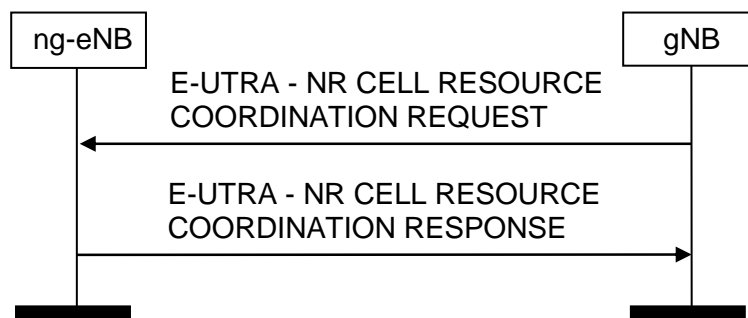 ng-eNB
gNB
E-UTRA - NR CELL RESOURCE
COORDINATION REQUEST
E-UTRA - NR CELL RESOURCE
COORDINATION RESPONSE